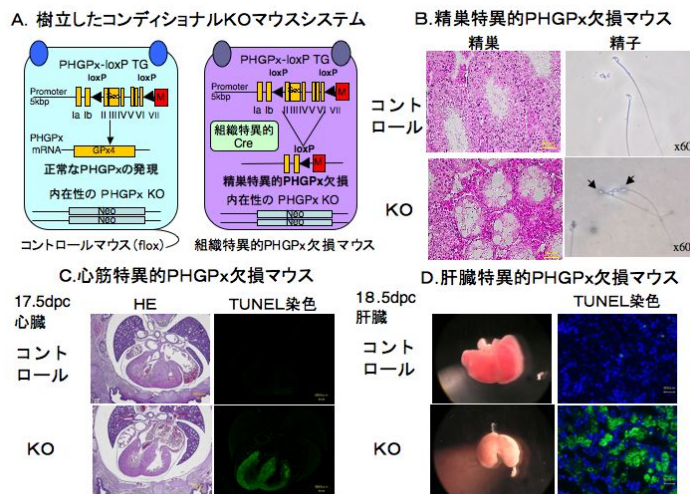 A. 樹立したコンディショナルKOマウスシステム
PHGPx-loxP TG
loxP
Promoter
5kbp
Ia Ib II III IV V VI VII
M
PHGPx
mRNA
GPx4
正常なPHGPxの発現
内在性の PHGPx KO
Neo
Neo
コントロールマウス(flox)
PHGPx-loxP TG
loxP
Promoter
5kbp
Ia Ib II III IV V VI VII
M
組織特異的
Cre
loxP
M
精巣特異的PHGPx欠損
内在性の PHGPx KO
Neo
Neo
組織特異的PHGPx欠損マウス
B.精巣特異的PHGPx欠損マウス
精巣 精子
コント
ロール
x60
KO
x60
C.心筋特異的PHGPx欠損マウス
17.5dpc
心臓
HE TUNEL染色
コント
ロール
KO
D.肝臓特異的PHGPx欠損マウス
18.5dpc
肝臓
TUNEL染色
コント
ロール
KO